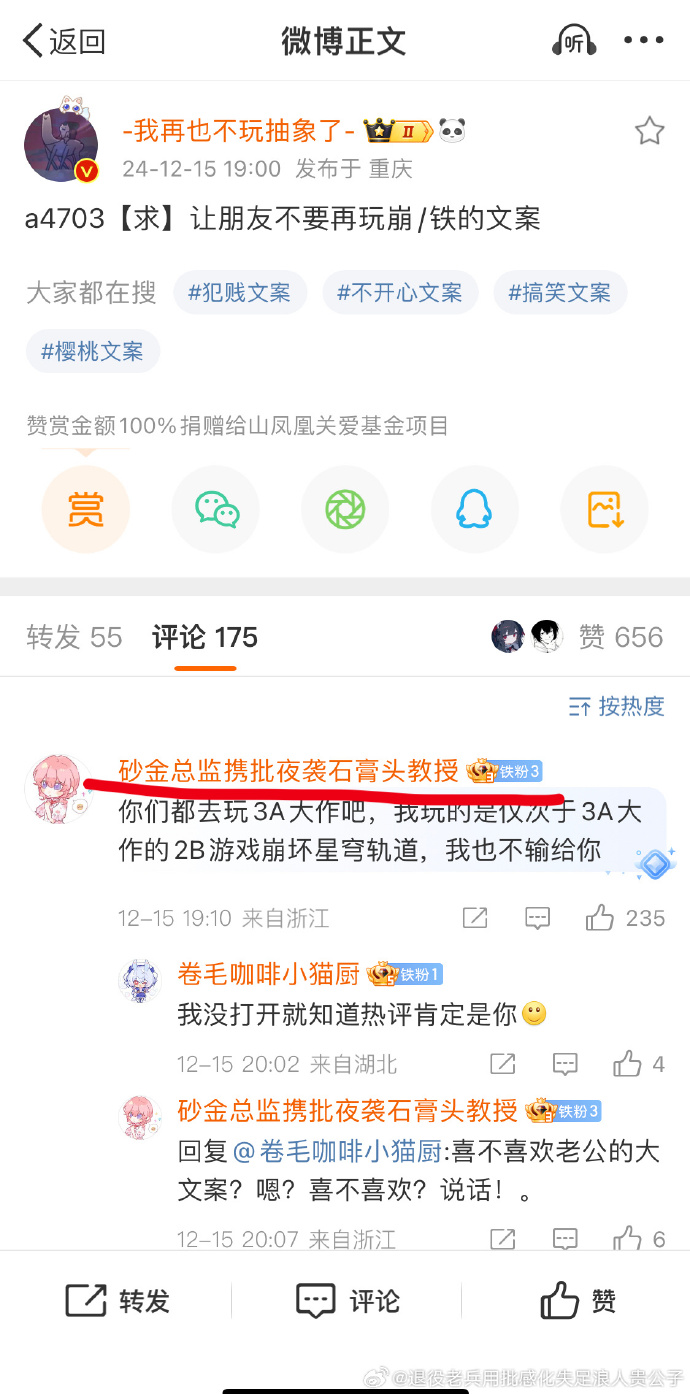 返回
微博正文
听
-我再也不玩抽象了-
II
24-12-15 19:00 发布于 重庆
a4703【求】让朋友不要再玩崩/铁的文案
大家都在搜 #犯贱文案 #不开心文案 #搞笑文案
#樱桃文案
赞赏金额100%捐赠给山凤凰关爱基金项目
赏
转发 55 评论 175 赞 656
按热度
砂金总监携批夜袭石膏头教授 铁粉3
你们都去玩3A大作吧，我玩的是仅次于3A大
作的2B游戏崩坏星穹轨道，我也不输给你
12-15 19:10 来自浙江 235
卷毛咖啡小猫厨 铁粉1
我没打开就知道热评肯定是你
12-15 20:02 来自湖北 4
砂金总监携批夜袭石膏头教授 铁粉3
回复@卷毛咖啡小猫厨:喜不喜欢老公的大
文案？嗯？喜不喜欢？说话！。
12-15 20:07 来自浙江 6
转发 评论 赞
@退役老兵用批感化失足浪人贵公子